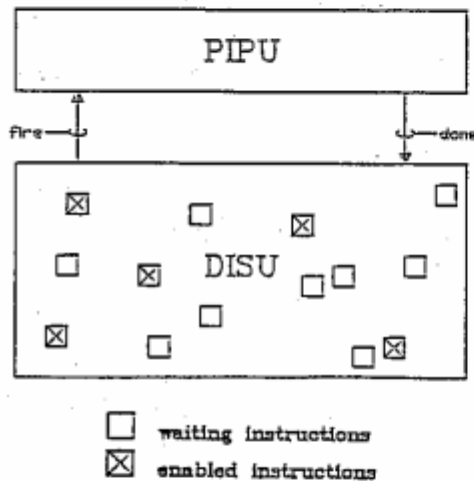 PIPU
fire
done
DISU
waiting instructions
enabled instructions